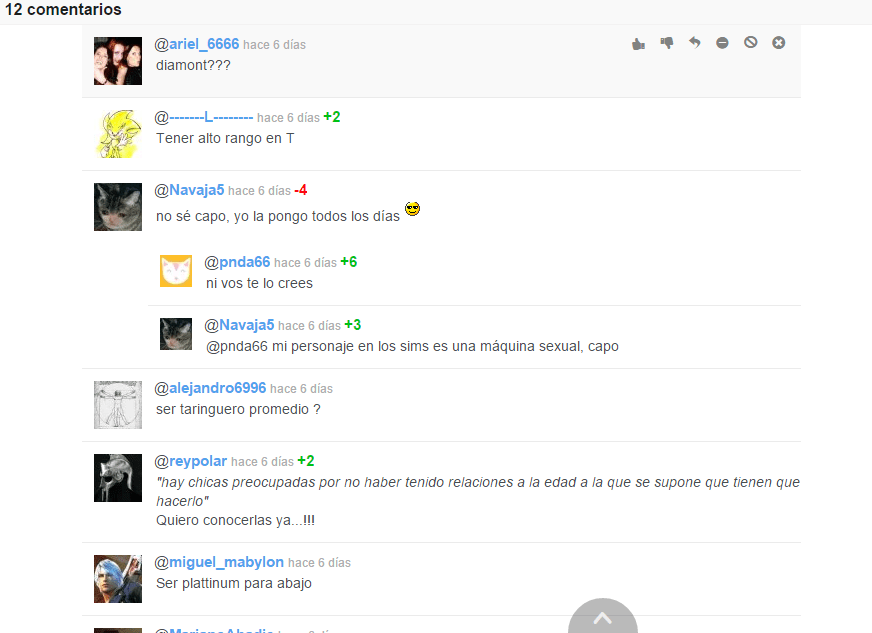 12 comentarios
@ariel_6666 hace 6 días
diamont???
@-------L-------- hace 6 días +2
Tener alto rango en T
@Navaja5 hace 6 días -4
no sé capo, yo la pongo todos los días
@pnda66 hace 6 días +6
ni vos te lo crees
@Navaja5 hace 6 días +3
@pnda66 mi personaje en los sims es una máquina sexual, capo
@alejandro6996 hace 6 días
ser taringuero promedio ?
@reypolar hace 6 días +2
"hay chicas preocupadas por no haber tenido relaciones a la edad a la que se supone que tienen que
hacerlo"
Quiero conocerlas ya...!!!
@miguel_mabylon hace 6 días
Ser plattinum para abajo